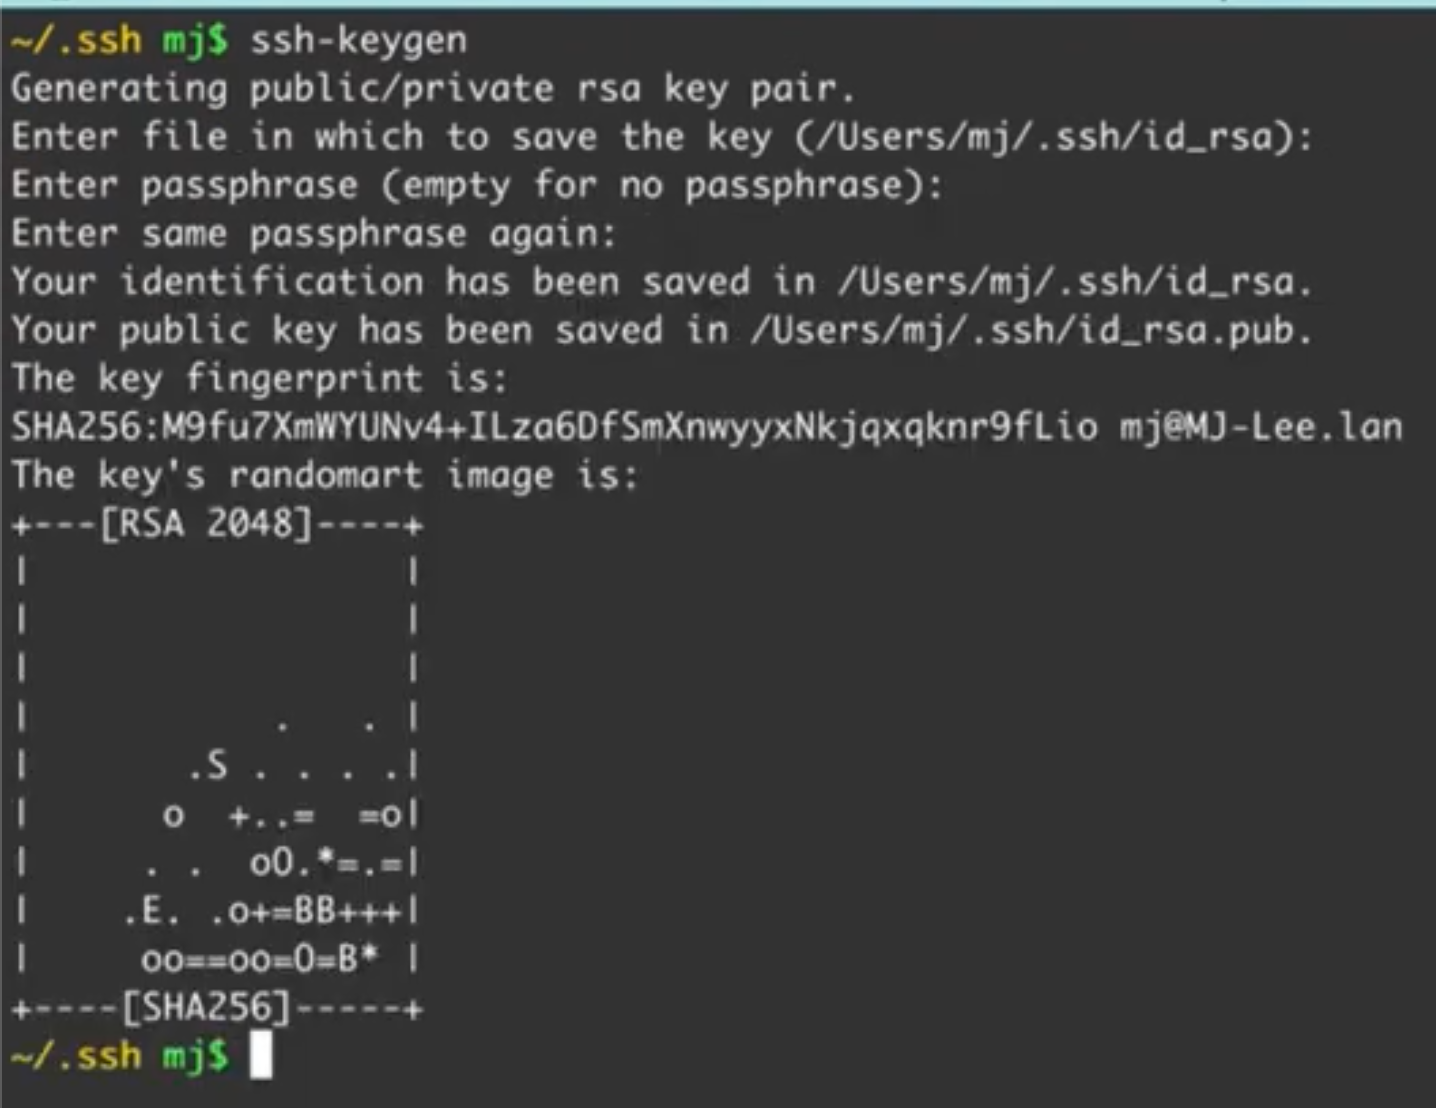 ~/.ssh mj$ ssh-keygen
Generating public/private rsa key pair.
Enter file in which to save the key (/Users/mj/.ssh/id_rsa):
Enter passphrase (empty for no passphrase):
Enter same passphrase again:
Your identification has been saved in /Users/mj/.ssh/id_rsa.
Your public key has been saved in /Users/mj/.ssh/id_rsa.pub.
The key fingerprint is:
SHA256:M9fu7XmWYUNv4+ILza6DfSmXnwyyxNkjqxqknr9fLio mj@MJ-Lee.lan
The key's randomart image is:
+---[RSA 2048]----+
|                 |
|                 |
|                 |
|           .   . |
|       .S . . . .|
|      o  +..=  =o|
|     . .  oO.*=.=|
|    .E. .o+=BB+++|
|     oo==oo=O=B* |
+----[SHA256]-----+
~/.ssh mj$